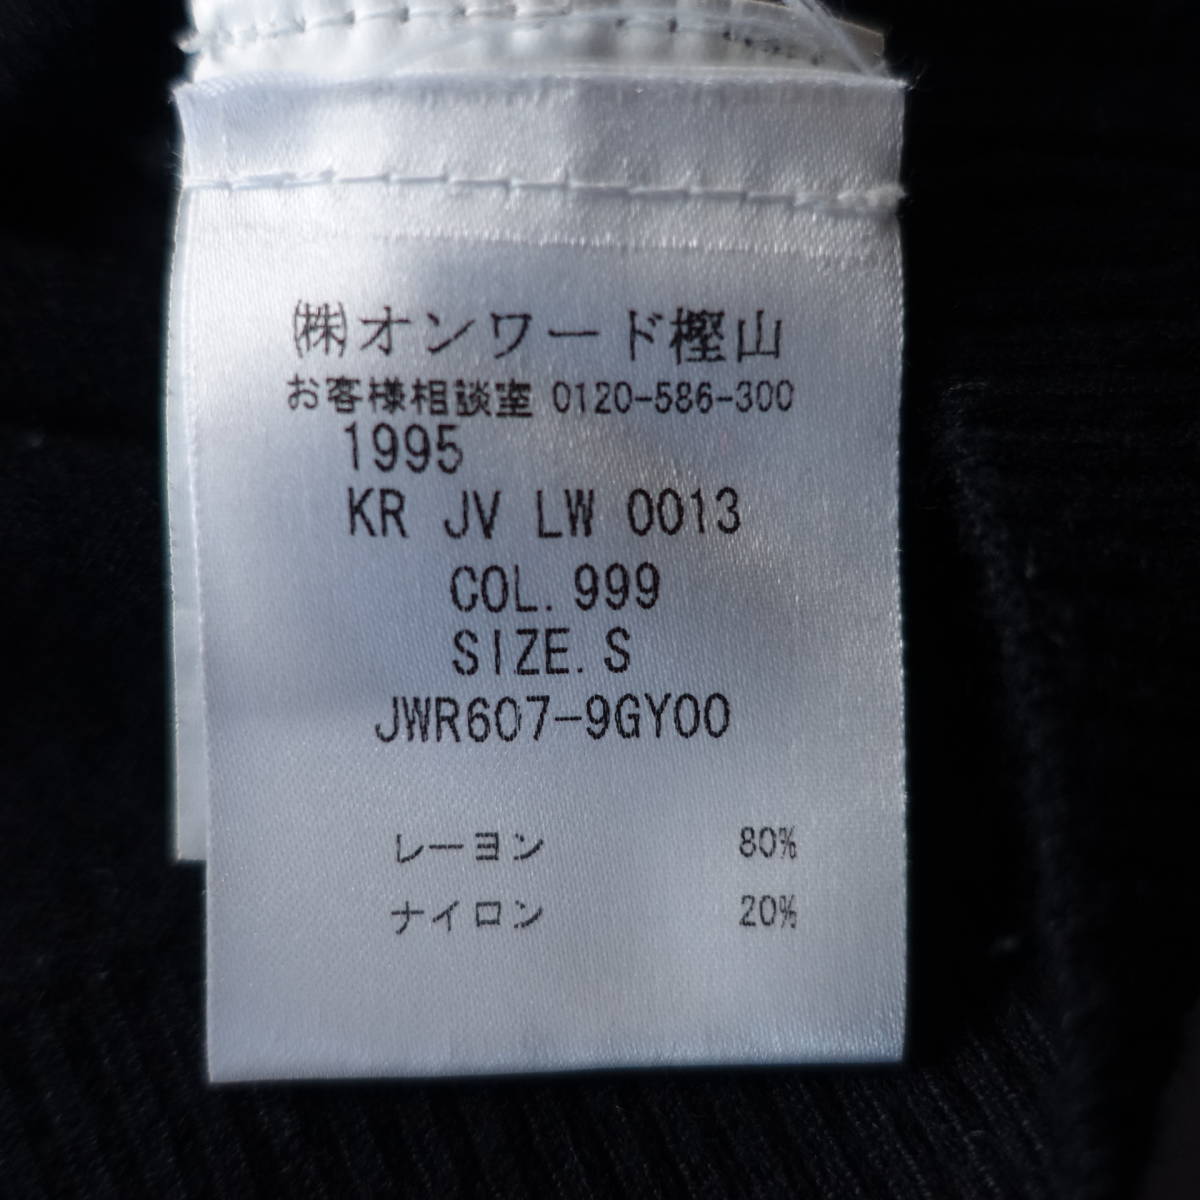 ㈱オンワード樫山
お客様相談室 0120-586-300
1995
KR JV LW 0013
COL. 999
SIZE. S
JWR607-9GY00
レーヨン 80%
ナイロン 20%